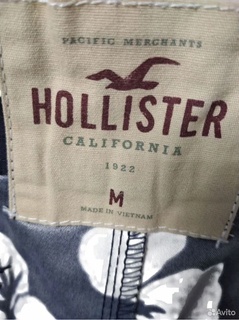 PACIFIC MERCHANTS
HOLLISTER
CALIFORNIA
1922
M
MADE IN VIETNAM
Avito